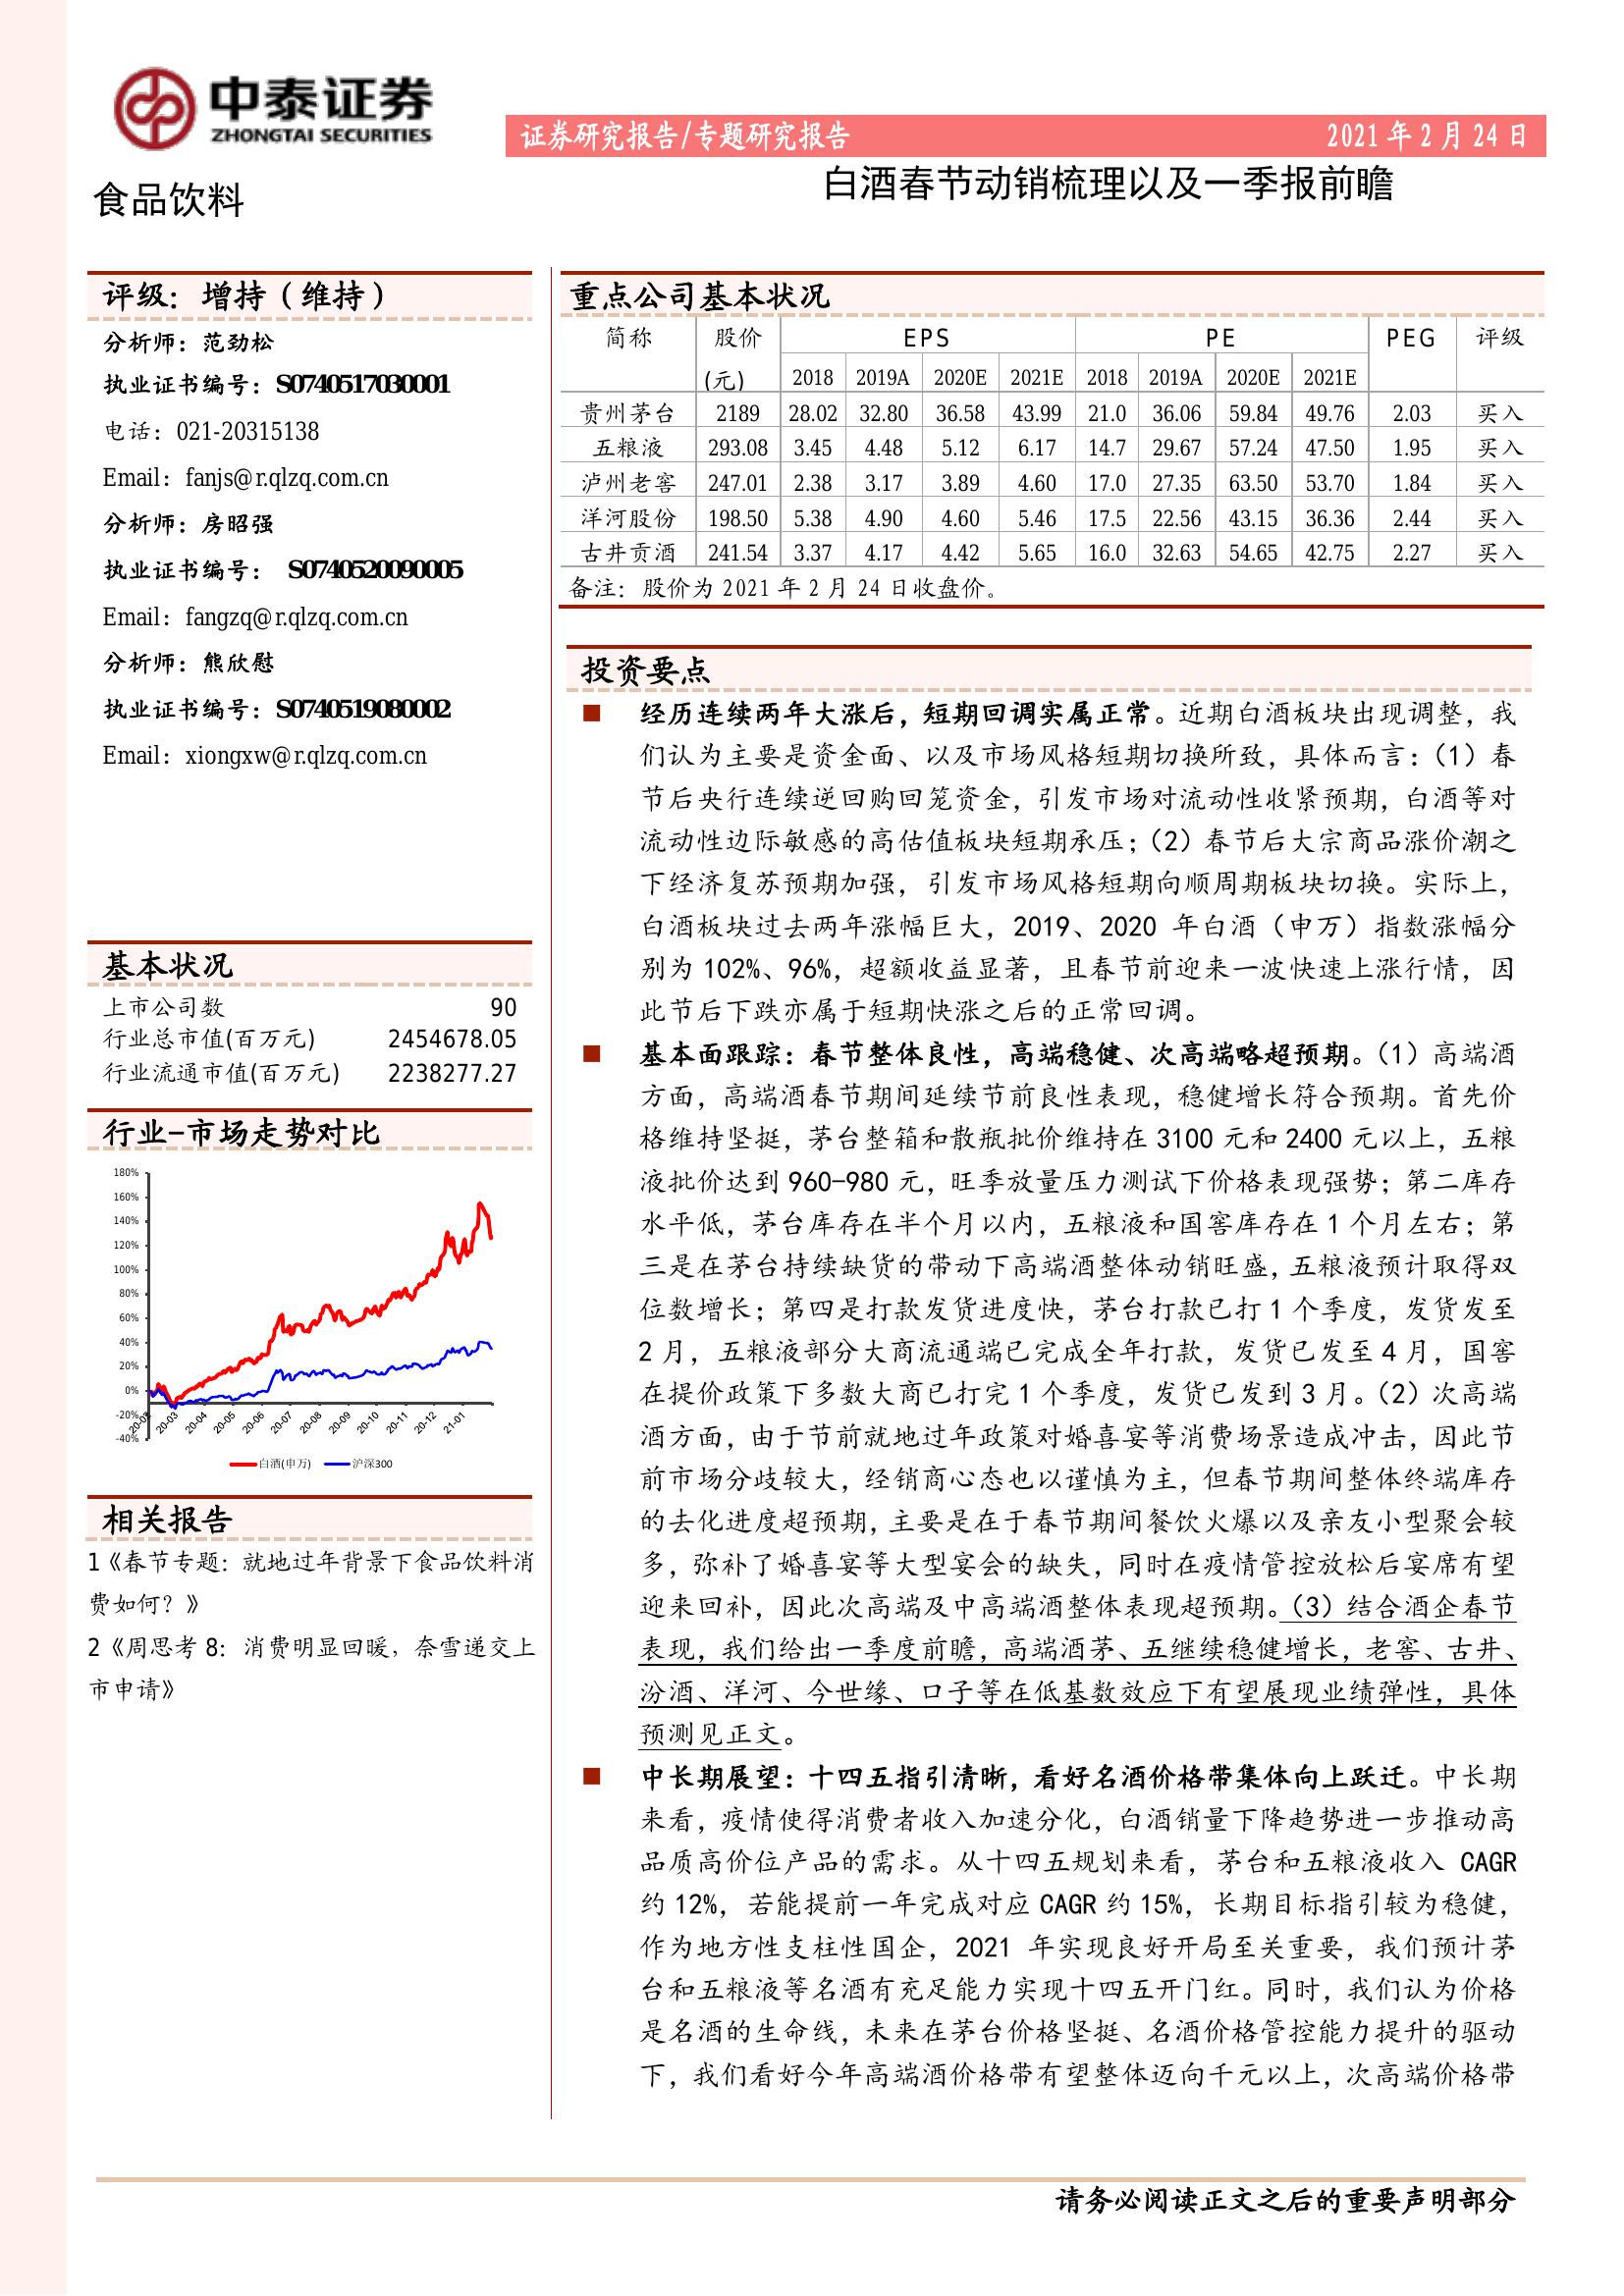 中泰证券
ZHONGTAI SECURITIES
证券研究报告/专题研究报告 2021 年 2 月 24 日
食品饮料
白酒春节动销梳理以及一季报前瞻
评级：增持（维持）
分析师：范劲松
执业证书编号：S0740517030001
电话：021-20315138
Email：fanjs@r.qlzq.com.cn
分析师：房昭强
执业证书编号： S0740520090005
Email：fangzq@r.qlzq.com.cn
分析师：熊欣慰
执业证书编号：S0740519080002
Email：xiongxw@r.qlzq.com.cn
基本状况
上市公司数 90
行业总市值(百万元) 2454678.05
行业流通市值(百万元) 2238277.27
行业-市场走势对比
180%
160%
140%
120%
100%
80%
60%
40%
20%
0%
-20%
-40%
20-02 20-03 20-04 20-05 20-06 20-07 20-08 20-09 20-10 20-11 20-12 21-01
白酒(申万) 沪深300
相关报告
1《春节专题：就地过年背景下食品饮料消
费如何？》
2《周思考 8：消费明显回暖，奈雪递交上
市申请》
重点公司基本状况
简称 股价 EPS PE PEG 评级
(元) 2018 2019A 2020E 2021E 2018 2019A 2020E 2021E
贵州茅台 2189 28.02 32.80 36.58 43.99 21.0 36.06 59.84 49.76 2.03 买入
五粮液 293.08 3.45 4.48 5.12 6.17 14.7 29.67 57.24 47.50 1.95 买入
泸州老窖 247.01 2.38 3.17 3.89 4.60 17.0 27.35 63.50 53.70 1.84 买入
洋河股份 198.50 5.38 4.90 4.60 5.46 17.5 22.56 43.15 36.36 2.44 买入
古井贡酒 241.54 3.37 4.17 4.42 5.65 16.0 32.63 54.65 42.75 2.27 买入
备注：股价为 2021 年 2 月 24 日收盘价。
投资要点
■ 经历连续两年大涨后，短期回调实属正常。近期白酒板块出现调整，我
们认为主要是资金面、以及市场风格短期切换所致，具体而言：（1）春
节后央行连续逆回购回笼资金，引发市场对流动性收紧预期，白酒等对
流动性边际敏感的高估值板块短期承压；（2）春节后大宗商品涨价潮之
下经济复苏预期加强，引发市场风格短期向顺周期板块切换。实际上，
白酒板块过去两年涨幅巨大，2019、2020 年白酒（申万）指数涨幅分
别为 102%、96%，超额收益显著，且春节前迎来一波快速上涨行情，因
此节后下跌亦属于短期快涨之后的正常回调。
■ 基本面跟踪：春节整体良性，高端稳健、次高端略超预期。（1）高端酒
方面，高端酒春节期间延续节前良性表现，稳健增长符合预期。首先价
格维持坚挺，茅台整箱和散瓶批价维持在 3100 元和 2400 元以上，五粮
液批价达到 960-980 元，旺季放量压力测试下价格表现强势；第二库存
水平低，茅台库存在半个月以内，五粮液和国窖库存在 1 个月左右；第
三是在茅台持续缺货的带动下高端酒整体动销旺盛，五粮液预计取得双
位数增长；第四是打款发货进度快，茅台打款已打 1 个季度，发货发至
2 月，五粮液部分大商流通端已完成全年打款，发货已发至 4 月，国窖
在提价政策下多数大商已打完 1 个季度，发货已发到 3 月。（2）次高端
酒方面，由于节前就地过年政策对婚喜宴等消费场景造成冲击，因此节
前市场分歧较大，经销商心态也以谨慎为主，但春节期间整体终端库存
的去化进度超预期，主要是在于春节期间餐饮火爆以及亲友小型聚会较
多，弥补了婚喜宴等大型宴会的缺失，同时在疫情管控放松后宴席有望
迎来回补，因此次高端及中高端酒整体表现超预期。（3）结合酒企春节
表现，我们给出一季度前瞻，高端酒茅、五继续稳健增长，老窖、古井、
汾酒、洋河、今世缘、口子等在低基数效应下有望展现业绩弹性，具体
预测见正文。
■ 中长期展望：十四五指引清晰，看好名酒价格带集体向上跃迁。中长期
来看，疫情使得消费者收入加速分化，白酒销量下降趋势进一步推动高
品质高价位产品的需求。从十四五规划来看，茅台和五粮液收入 CAGR
约 12%，若能提前一年完成对应 CAGR 约 15%，长期目标指引较为稳健，
作为地方性支柱性国企，2021 年实现良好开局至关重要，我们预计茅
台和五粮液等名酒有充足能力实现十四五开门红。同时，我们认为价格
是名酒的生命线，未来在茅台价格坚挺、名酒价格管控能力提升的驱动
下，我们看好今年高端酒价格带有望整体迈向千元以上，次高端价格带
请务必阅读正文之后的重要声明部分